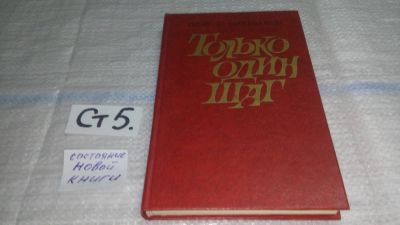 Только
один
шаг
Ст 5.
состояние
новой
книги